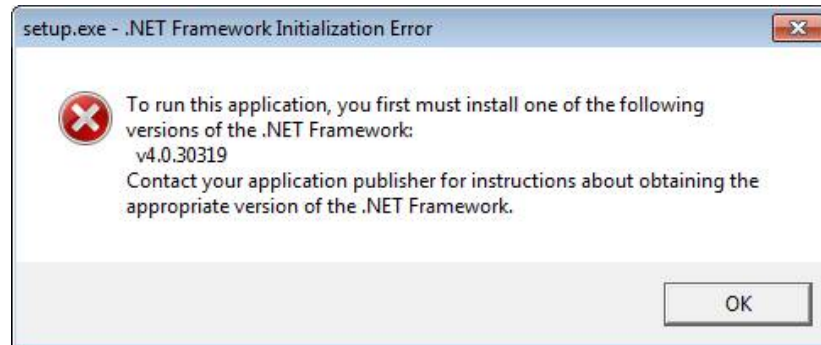 setup.exe - .NET Framework Initialization Error
To run this application, you first must install one of the following
versions of the .NET Framework:
v4.0.30319
Contact your application publisher for instructions about obtaining the
appropriate version of the .NET Framework.
OK